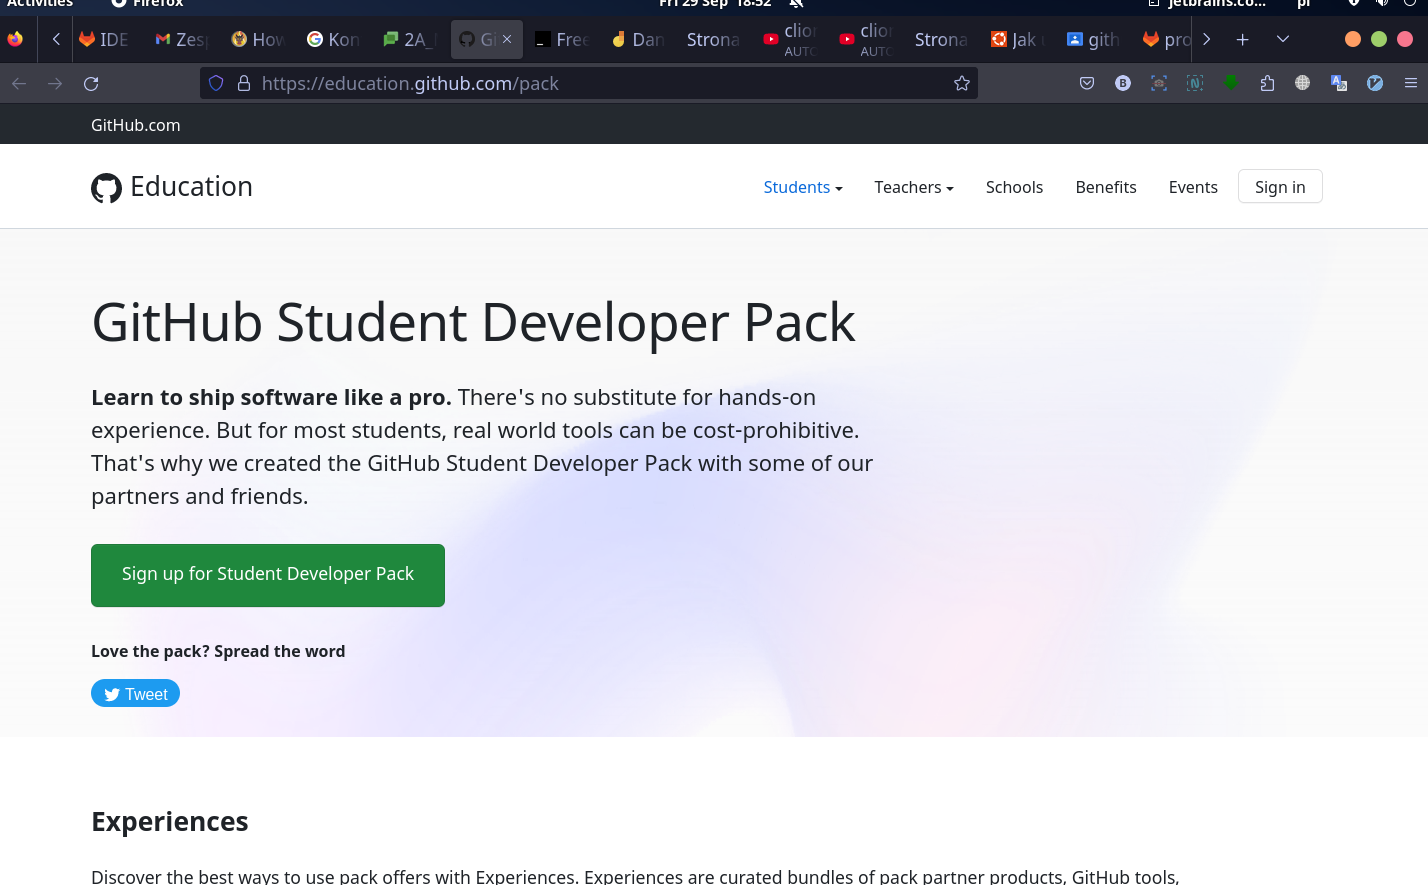 Activities Firefox Fri 29 Sep 18:52 jetbrains.co... pl
IDE Zesp How Kon 2A_ Gi Free Dan Strona clion clion Strona Jak gith pro
AUTO AUTO
https://education.github.com/pack
GitHub.com
Education Students Teachers Schools Benefits Events Sign in
GitHub Student Developer Pack
Learn to ship software like a pro. There's no substitute for hands-on
experience. But for most students, real world tools can be cost-prohibitive.
That's why we created the GitHub Student Developer Pack with some of our
partners and friends.
Sign up for Student Developer Pack
Love the pack? Spread the word
Tweet
Experiences
Discover the best ways to use pack offers with Experiences. Experiences are curated bundles of pack partner products, GitHub tools,